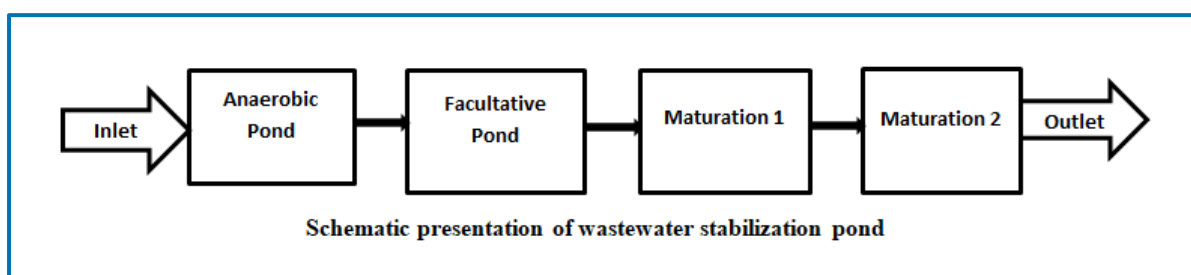 Inlet
Anaerobic
Pond
Facultative
Pond
Maturation 1
Maturation 2
Outlet
Schematic presentation of wastewater stabilization pond